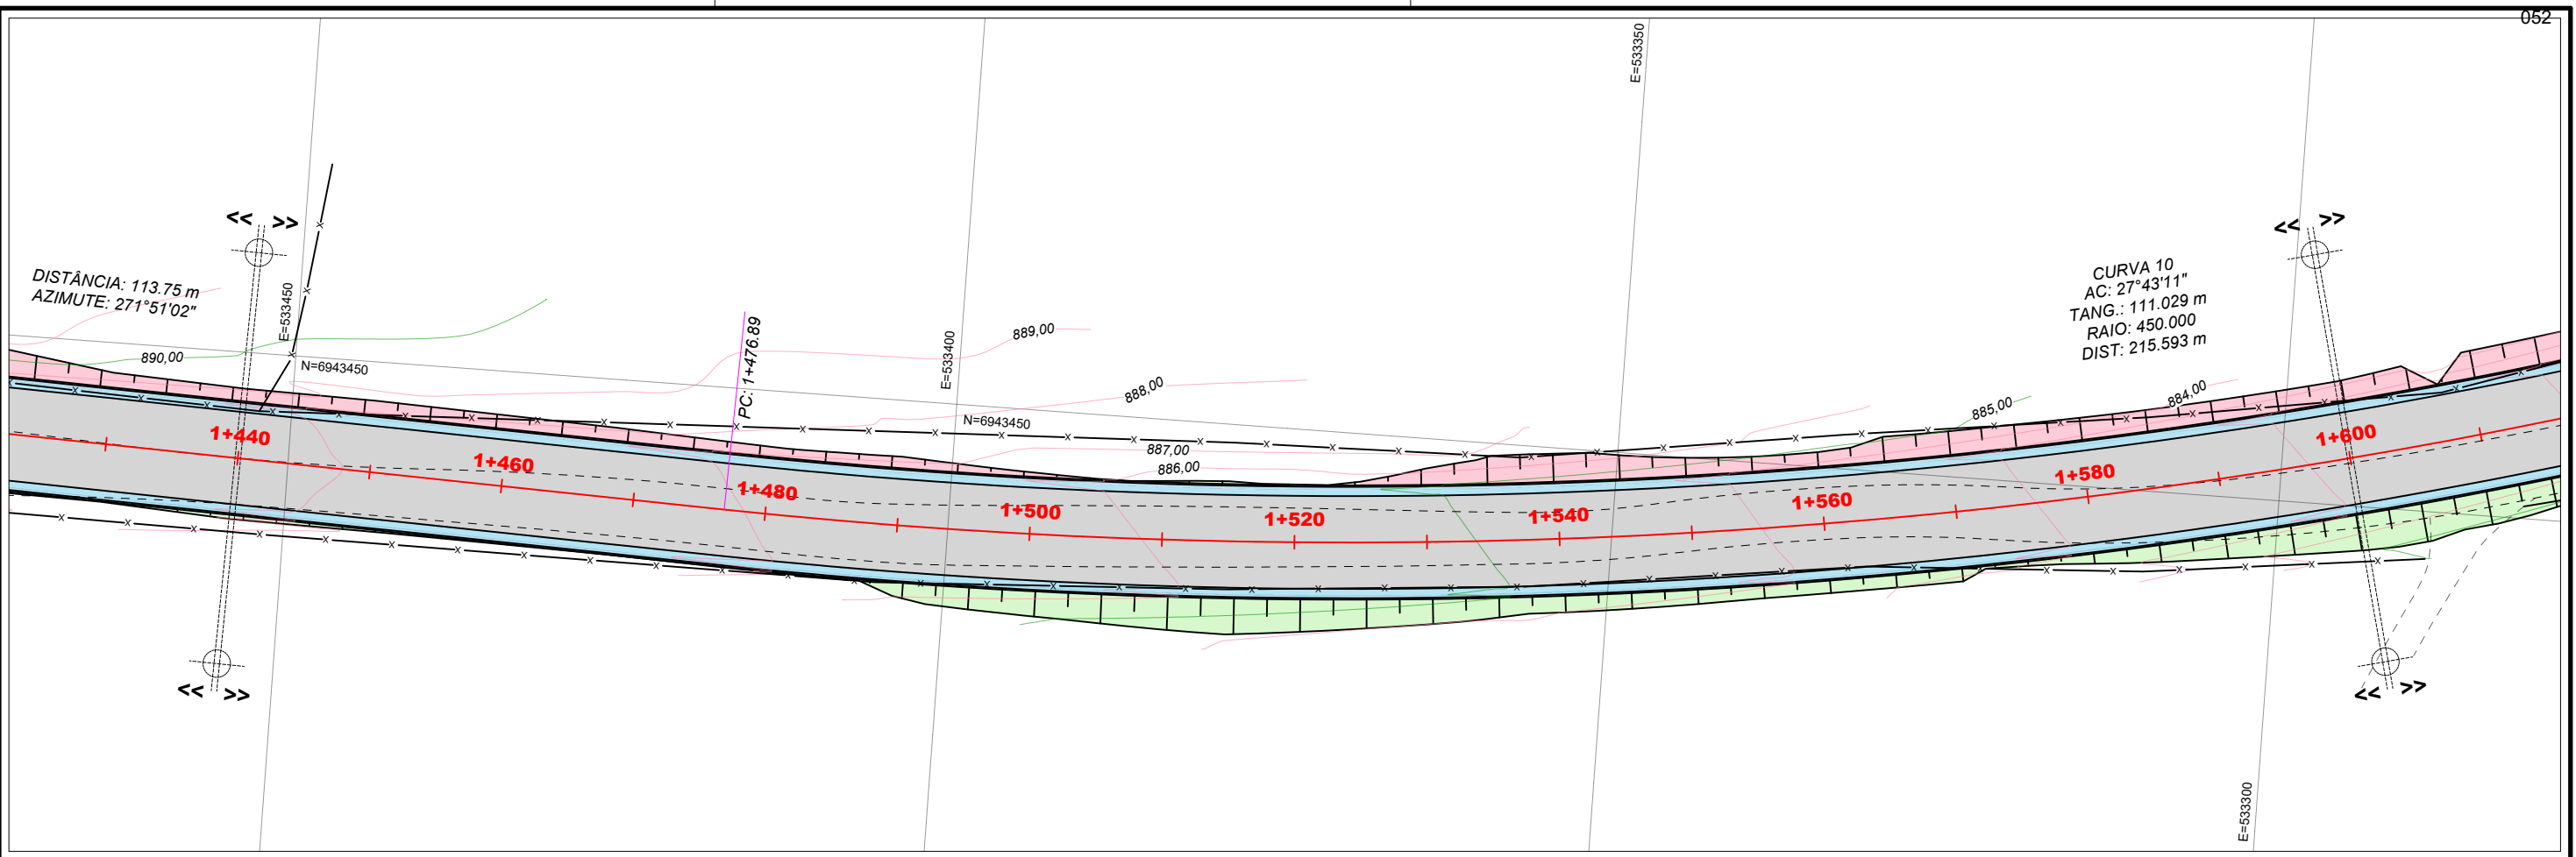 052
E=533350
<< >>
<< >>
DISTÂNCIA: 113.75 m
AZIMUTE: 271°51'02"
E=533450
CURVA 10
AC: 27°43'11"
TANG.: 111.029 m
RAIO: 450.000
DIST: 215.593 m
890,00
N=6943450
PC: 1+476.89
E=533400
889,00
888,00
N=6943450
887,00
886,00
885,00
884,00
1+440
1+460
1+480
1+500
1+520
1+540
1+560
1+580
1+600
<< >>
<< >>
E=533300